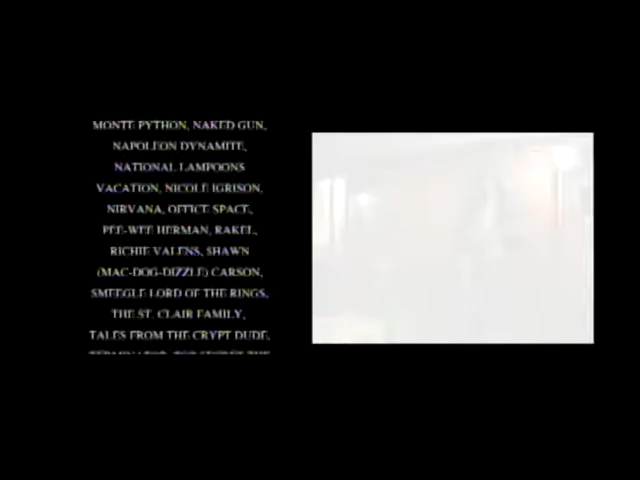 MONTE PYTHON, NAKED GUN,
NAPOLEON DYNAMITE,
NATIONAL LAMPOONS
VACATION, NICOLE IGRISON,
NIRVANA, OFFICE SPACE,
PEE-WEE HERMAN, RAKEL,
RICHIE VALENS, SHAWN
(MAC-DOG-DIZZLE) CARSON,
SMEEGLE LORD OF THE RINGS,
THE ST. CLAIR FAMILY,
TALES FROM THE CRYPT DUDE,